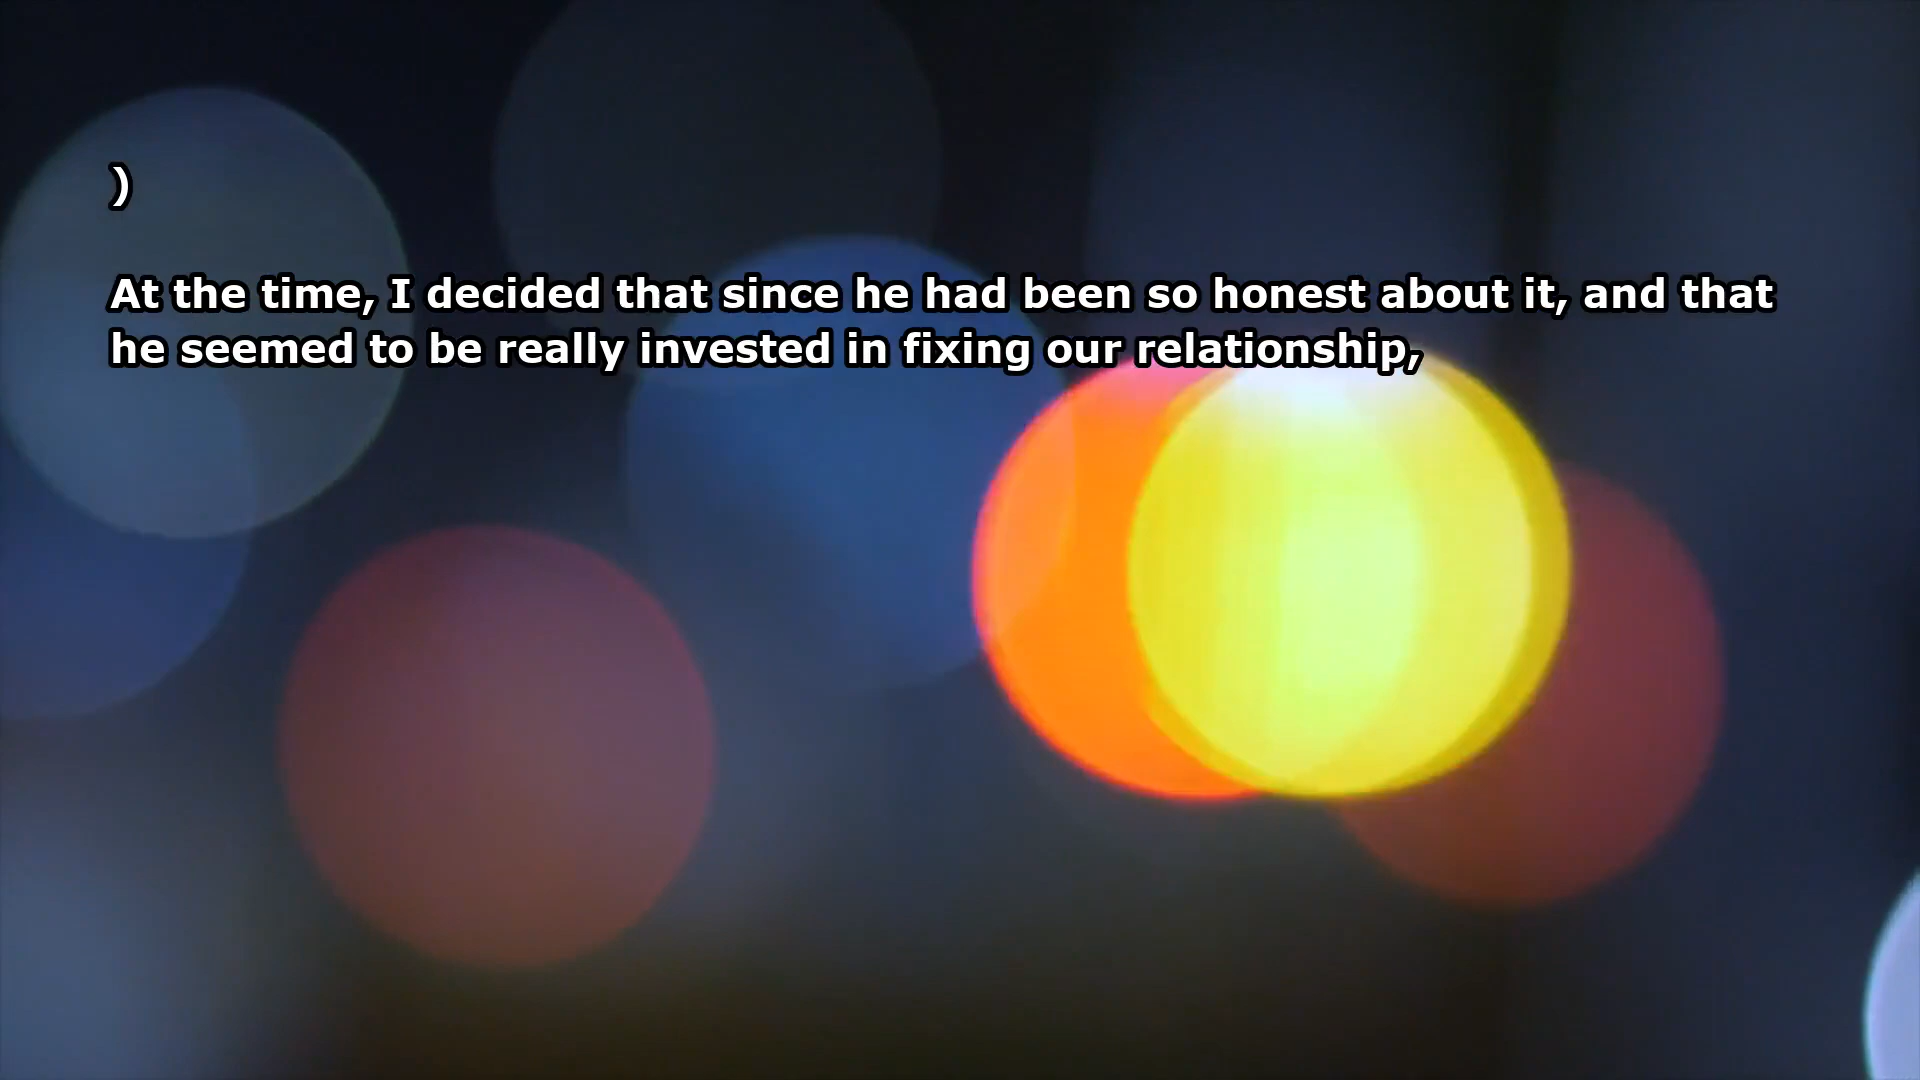 )
At the time, I decided that since he had been so honest about it, and that
he seemed to be really invested in fixing our relationship,